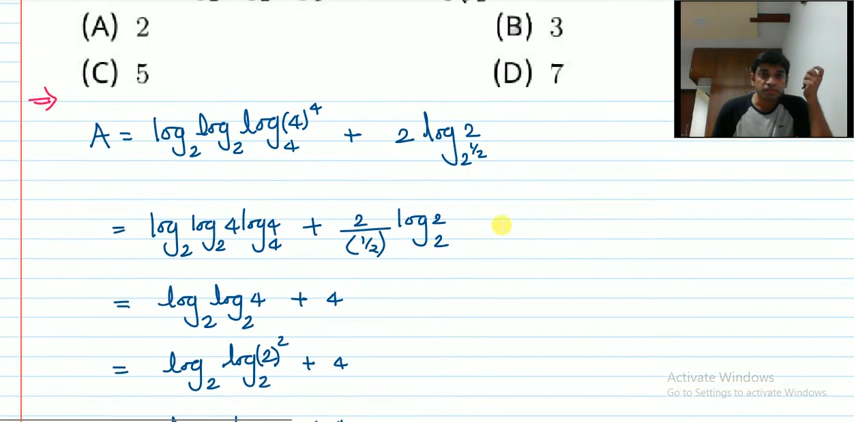 (A) 2 (B) 3
(C) 5 (D) 7
⇒ A = log₂ log₂ log₄(4)⁴ + 2 log_{2^{1/2}} 2
= log₂ log₂ 4 log₄ 4 + 2/(1/2) log₂ 2
= log₂ log₂ 4 + 4
= log₂ log₂(2)² + 4
Activate Windows
Go to Settings to activate Windows.